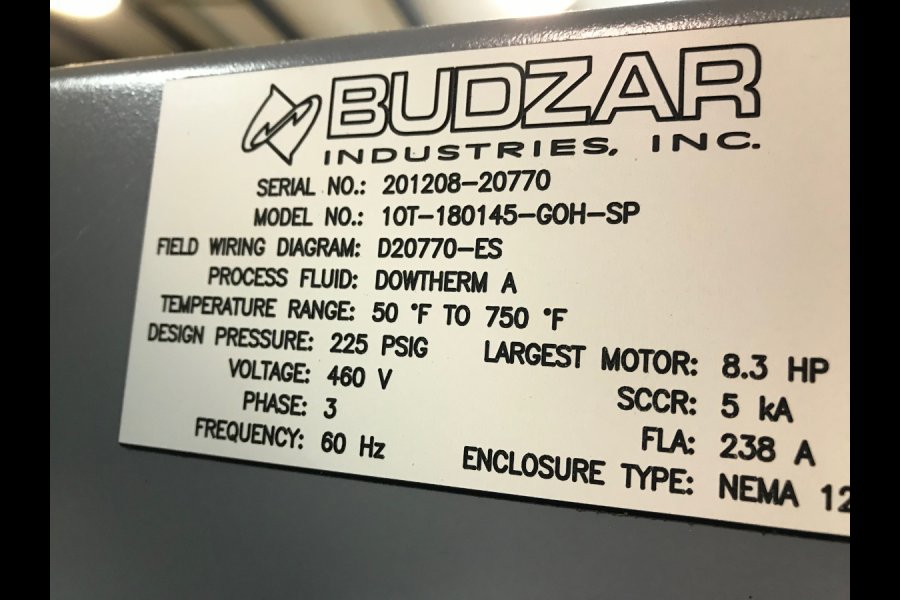 BUDZAR
INDUSTRIES, INC.
SERIAL NO.: 201208-20770
MODEL NO.: 10T-180145-GOH-SP
FIELD WIRING DIAGRAM: D20770-ES
PROCESS FLUID: DOWTHERM A
TEMPERATURE RANGE: 50 °F TO 750 °F
DESIGN PRESSURE: 225 PSIG LARGEST MOTOR: 8.3 HP
VOLTAGE: 460 V SCCR: 5 kA
PHASE: 3 FLA: 238 A
FREQUENCY: 60 Hz ENCLOSURE TYPE: NEMA 12